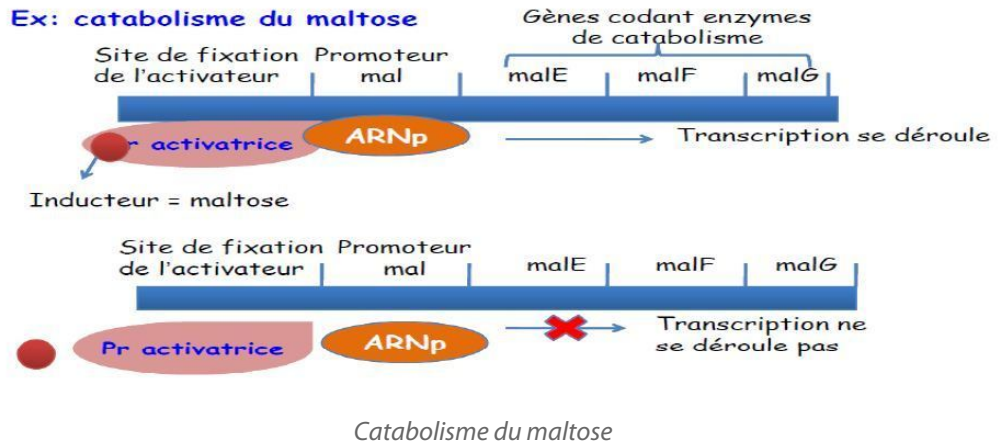 Ex: catabolisme du maltose
Gènes codant enzymes
de catabolisme
Site de fixation Promoteur
de l'activateur mal malE malF malG
r activatrice ARNp Transcription se déroule
Inducteur = maltose
Site de fixation Promoteur
de l'activateur mal malE malF malG
Pr activatrice ARNp Transcription ne
se déroule pas
Catabolisme du maltose